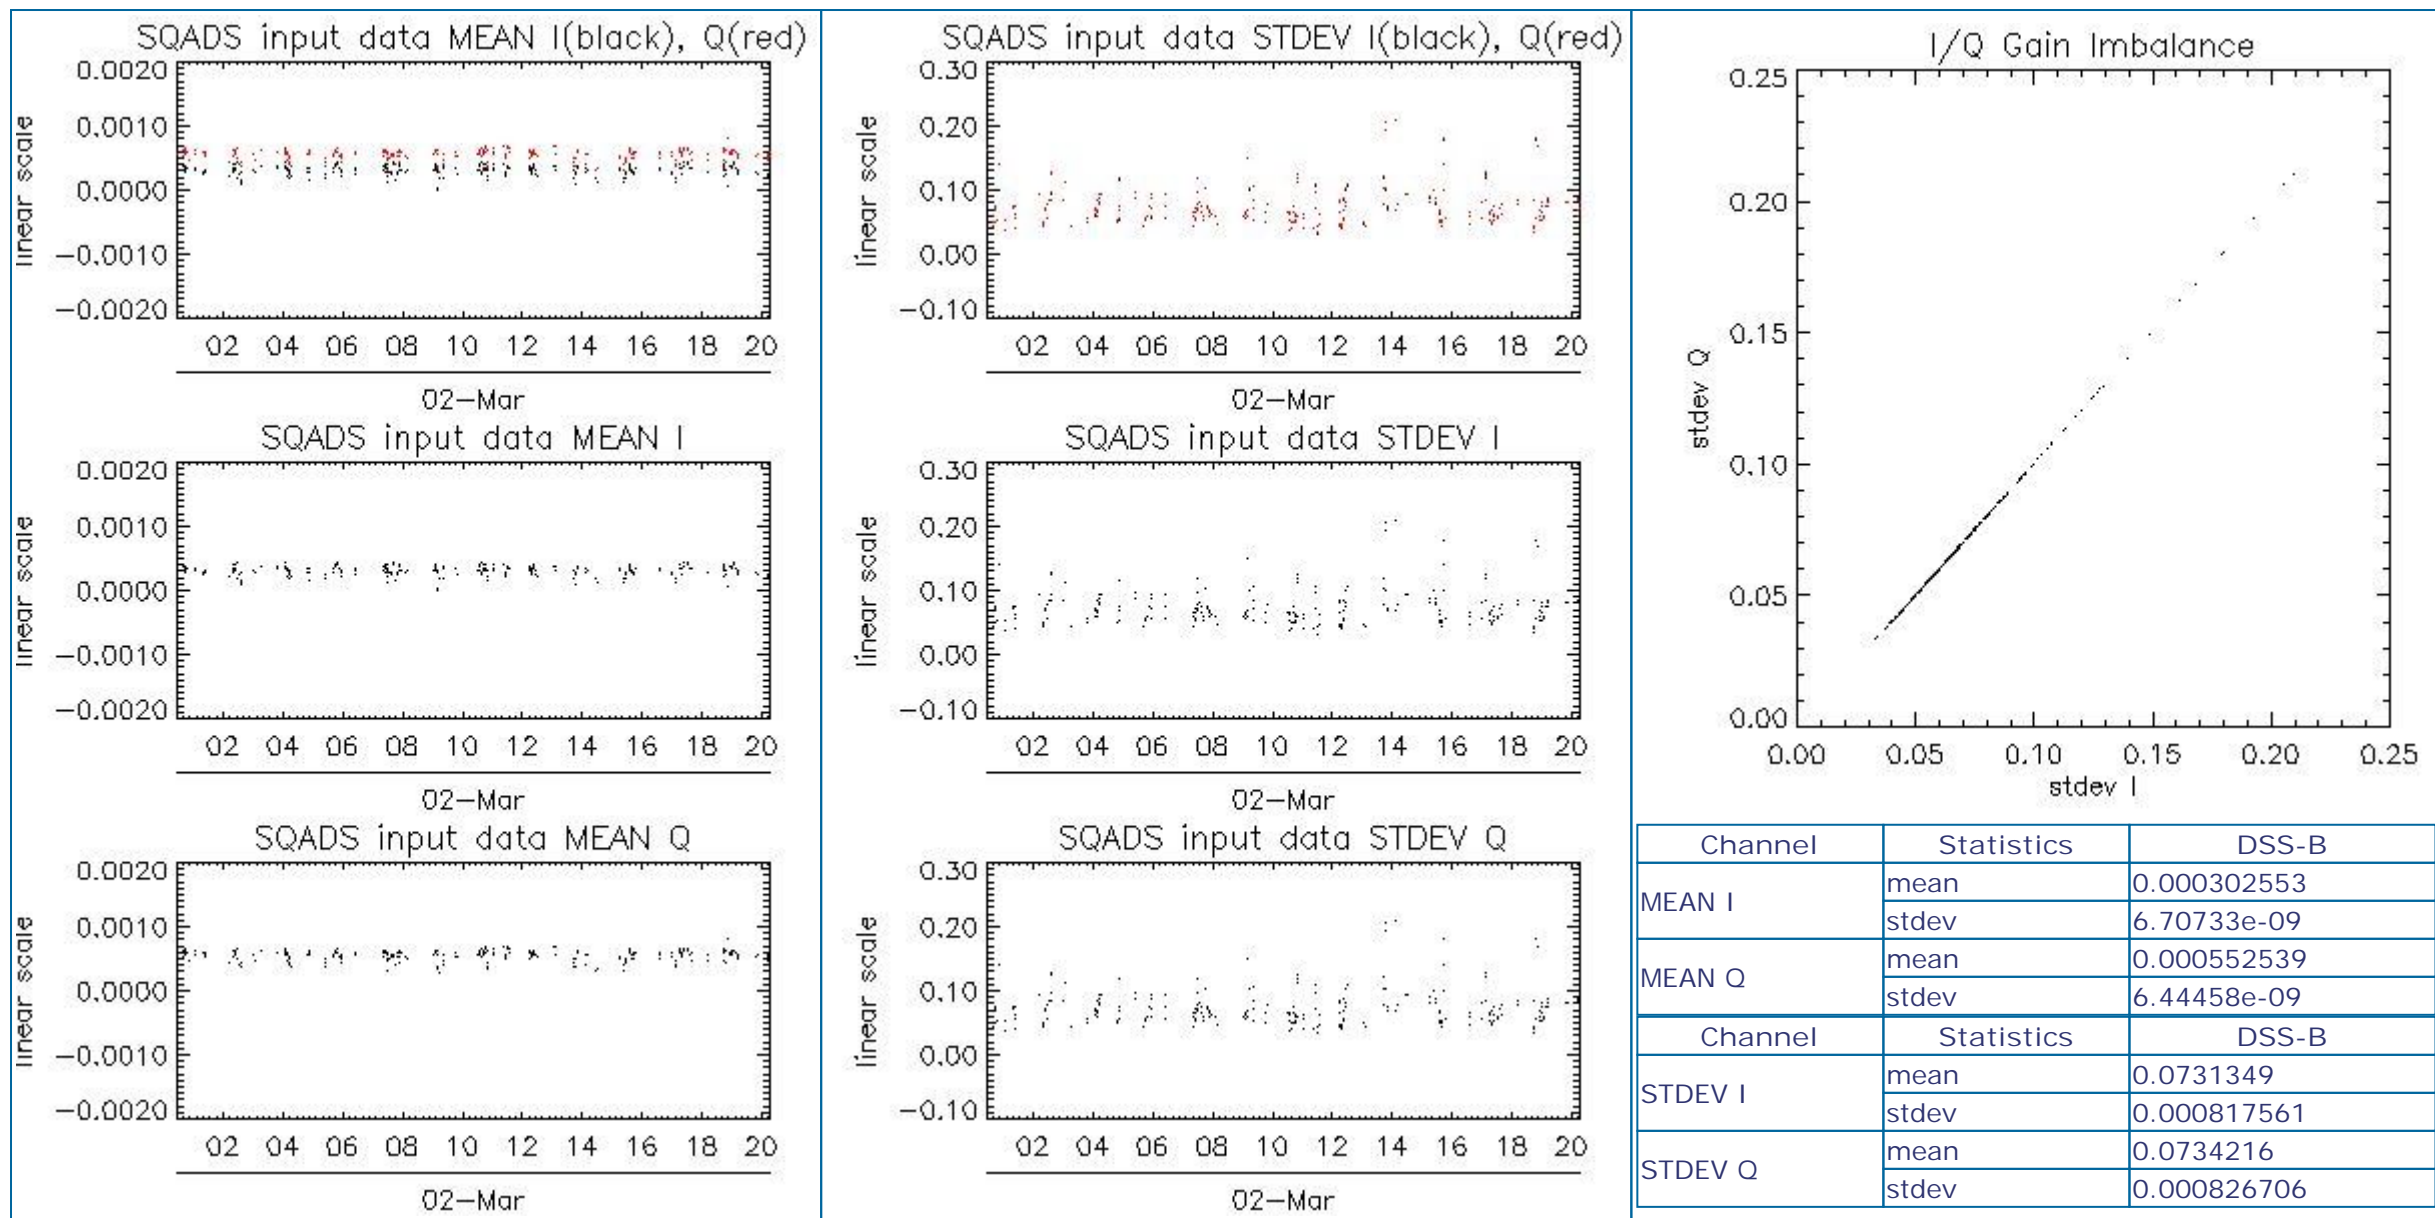 SQADS input data MEAN I(black), Q(red)
0.0020
0.0010
0.0000
−0.0010
−0.0020
linear scale
02 04 06 08 10 12 14 16 18 20
02−Mar
SQADS input data MEAN I
0.0020
0.0010
0.0000
−0.0010
−0.0020
linear scale
02 04 06 08 10 12 14 16 18 20
02−Mar
SQADS input data MEAN Q
0.0020
0.0010
0.0000
−0.0010
−0.0020
linear scale
02 04 06 08 10 12 14 16 18 20
02−Mar
SQADS input data STDEV I(black), Q(red)
0.30
0.20
0.10
0.00
−0.10
linear scale
02 04 06 08 10 12 14 16 18 20
02−Mar
SQADS input data STDEV I
0.30
0.20
0.10
0.00
−0.10
linear scale
02 04 06 08 10 12 14 16 18 20
02−Mar
SQADS input data STDEV Q
0.30
0.20
0.10
0.00
−0.10
linear scale
02 04 06 08 10 12 14 16 18 20
02−Mar
I/Q Gain Imbalance
0.25
0.20
0.15
0.10
0.05
0.00
stdev Q
0.00 0.05 0.10 0.15 0.20 0.25
stdev I
Channel Statistics DSS-B
MEAN I mean 0.000302553
stdev 6.70733e-09
MEAN Q mean 0.000552539
stdev 6.44458e-09
Channel Statistics DSS-B
STDEV I mean 0.0731349
stdev 0.000817561
STDEV Q mean 0.0734216
stdev 0.000826706